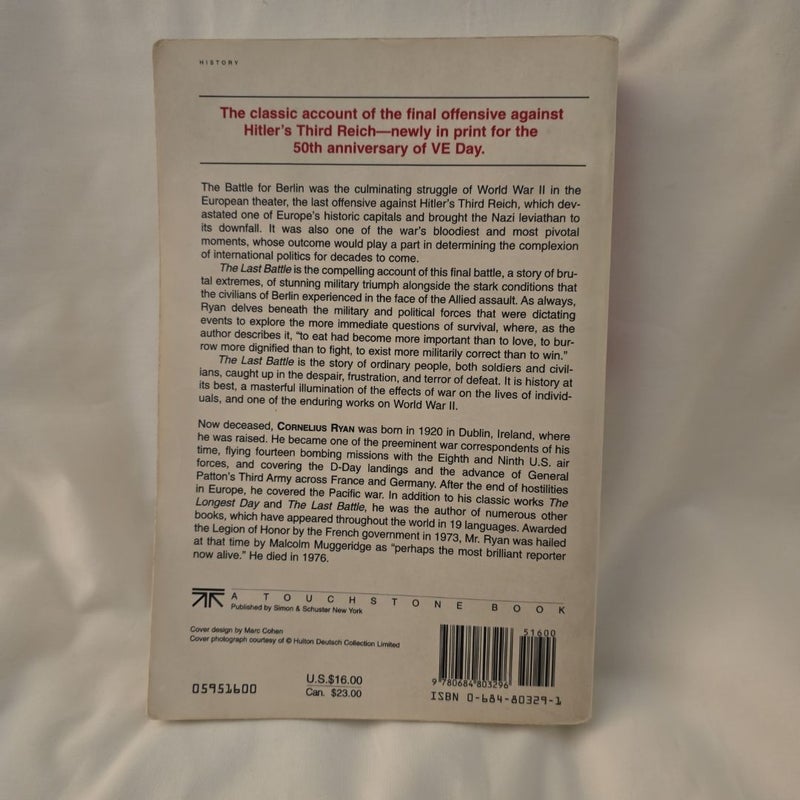 HISTORY
The classic account of the final offensive against
Hitler's Third Reich—newly in print for the
50th anniversary of VE Day.
The Battle for Berlin was the culminating struggle of World War II in the
European theater, the last offensive against Hitler's Third Reich, which dev-
astated one of Europe's historic capitals and brought the Nazi leviathan to
its downfall. It was also one of the war's bloodiest and most pivotal
moments, whose outcome would play a part in determining the complexion
of international politics for decades to come.
The Last Battle is the compelling account of this final battle, a story of bru-
tal extremes, of stunning military triumph alongside the stark conditions that
the civilians of Berlin experienced in the face of the Allied assault. As always,
Ryan delves beneath the military and political forces that were dictating
events to explore the more immediate questions of survival, where, as the
author describes it, "to eat had become more important than to love, to bur-
row more dignified than to fight, to exist more militarily correct than to win."
The Last Battle is the story of ordinary people, both soldiers and civil-
ians, caught up in the despair, frustration, and terror of defeat. It is history at
its best, a masterful illumination of the effects of war on the lives of individ-
uals, and one of the enduring works on World War II.
Now deceased, CORNELIUS RYAN was born in 1920 in Dublin, Ireland, where
he was raised. He became one of the preeminent war correspondents of his
time, flying fourteen bombing missions with the Eighth and Ninth U.S. air
forces, and covering the D-Day landings and the advance of General
Patton's Third Army across France and Germany. After the end of hostilities
in Europe, he covered the Pacific war. In addition to his classic works The
Longest Day and The Last Battle, he was the author of numerous other
books, which have appeared throughout the world in 19 languages. Awarded
the Legion of Honor by the French government in 1973, Mr. Ryan was hailed
at that time by Malcolm Muggeridge as "perhaps the most brilliant reporter
now alive." He died in 1976.
A TOUCHSTONE BOOK
Published by Simon & Schuster New York
Cover design by Marc Cohen
Cover photograph courtesy of © Hulton Deutsch Collection Limited
U.S.$16.00
Can. $23.00
05951600
51600
9 780684 803296
ISBN 0-684-80329-1